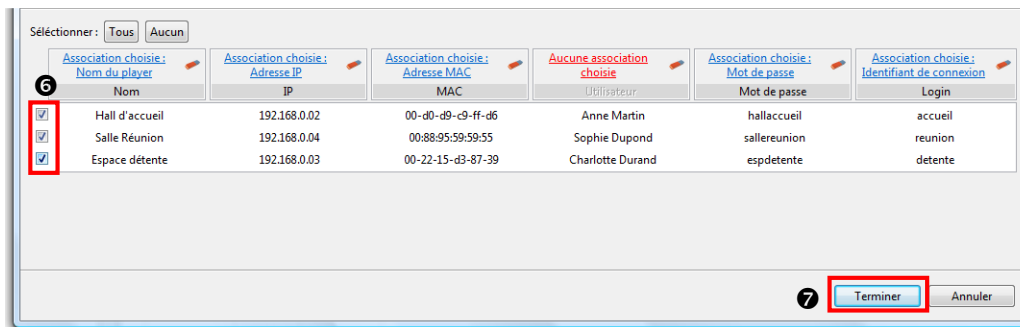 Séléctionner : Tous Aucun
Association choisie : Nom du player
Association choisie : Adresse IP
Association choisie : Adresse MAC
Aucune association choisie
Association choisie : Mot de passe
Association choisie : Identifiant de connexion
❻
Nom IP MAC Utilisateur Mot de passe Login
Hall d'accueil 192.168.0.02 00-d0-d9-c9-ff-d6 Anne Martin hallaccueil accueil
Salle Réunion 192.168.0.04 00:88:95:59:59:55 Sophie Dupond sallereunion reunion
Espace détente 192.168.0.03 00-22-15-d3-87-39 Charlotte Durand espdetente detente
❼ Terminer Annuler